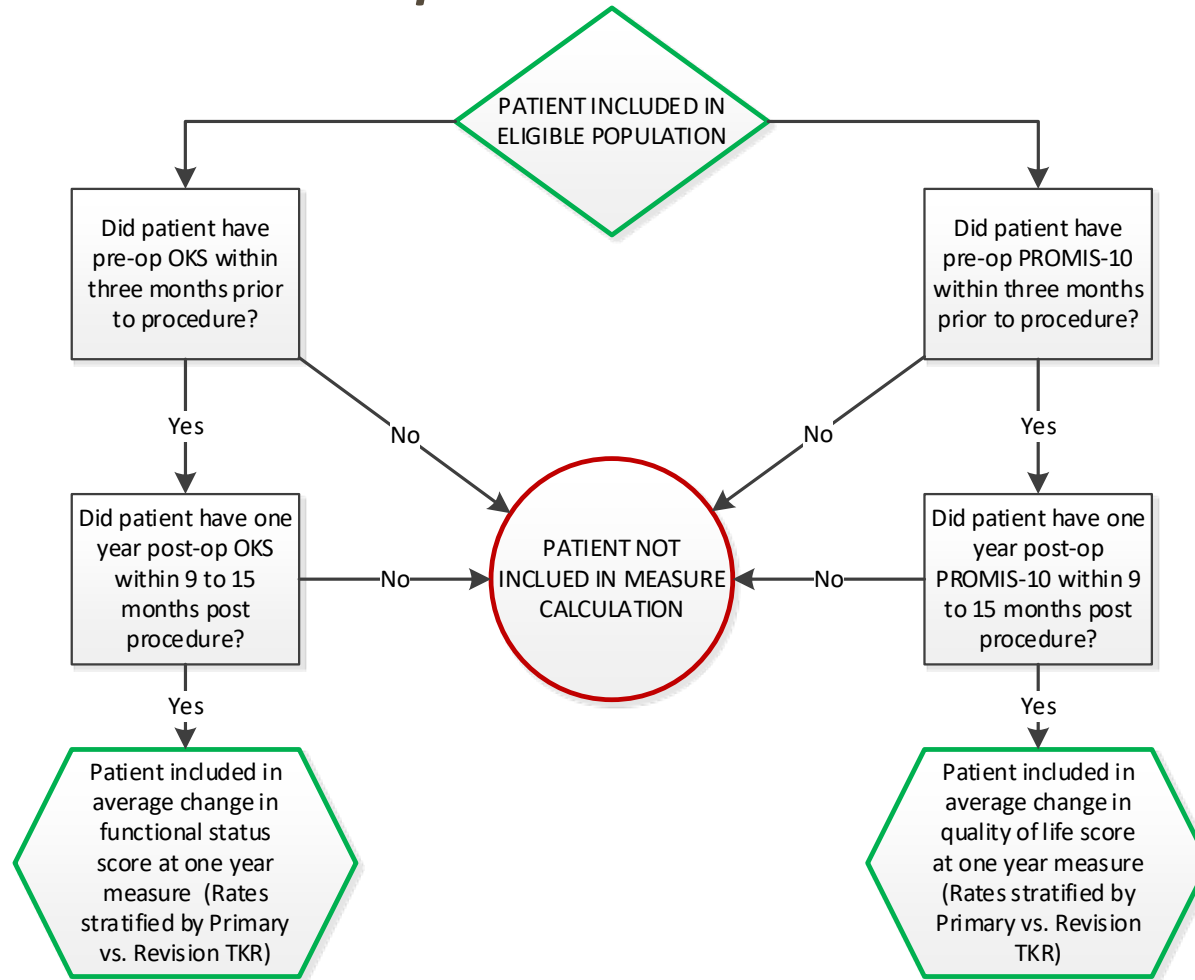 PATIENT INCLUDED IN
ELIGIBLE POPULATION
Did patient have
pre-op OKS within
three months prior
to procedure?
Did patient have
pre-op PROMIS-10
within three months
prior to procedure?
Yes
No
No
Yes
Did patient have one
year post-op OKS
within 9 to 15
months post
procedure?
No
PATIENT NOT
INCLUED IN MEASURE
CALCULATION
No
Did patient have one
year post-op
PROMIS-10 within 9
to 15 months post
procedure?
Yes
Yes
Patient included in
average change in
functional status
score at one year
measure (Rates
stratified by Primary
vs. Revision TKR)
Patient included in
average change in
quality of life score
at one year measure
(Rates stratified by
Primary vs. Revision
TKR)